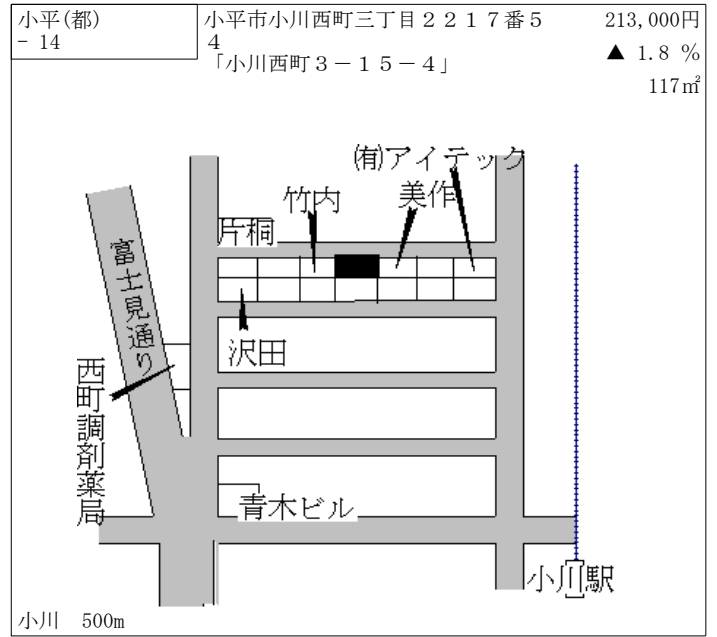 小平(都)
- 14
小平市小川西町三丁目２２１７番５
４
「小川西町３－１５－４」
213,000円
▲ 1.8 %
117㎡
㈲アイテック
竹内
美作
片桐
富士見通り
沢田
西町調剤薬局
青木ビル
小川駅
小川 500m